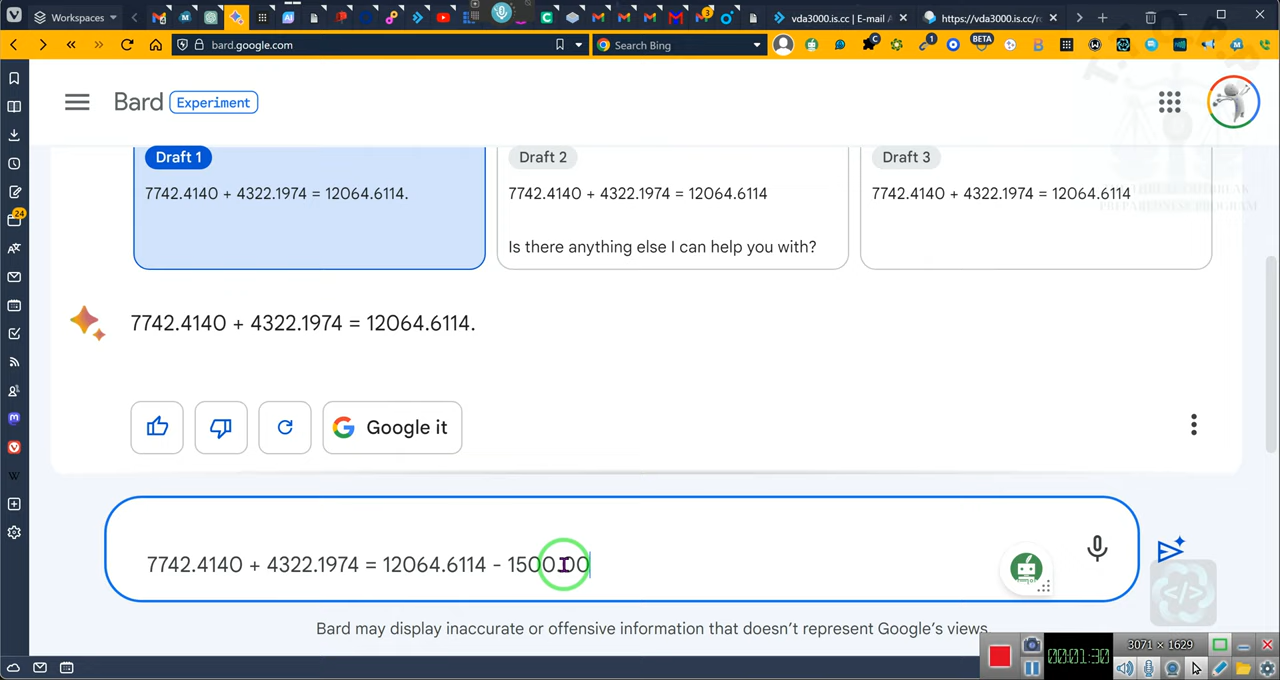 Workspaces
vda3000.is.cc | E-mail A
https://vda3000.is.cc/r
bard.google.com
Search Bing
C
1
BETA
Bard Experiment
Draft 1
Draft 2
Draft 3
7742.4140 + 4322.1974 = 12064.6114.
7742.4140 + 4322.1974 = 12064.6114
7742.4140 + 4322.1974 = 12064.6114
Is there anything else I can help you with?
24
7742.4140 + 4322.1974 = 12064.6114.
Google it
7742.4140 + 4322.1974 = 12064.6114 - 1500.00
Bard may display inaccurate or offensive information that doesn't represent Google's views.
3071 × 1629
00:01:30